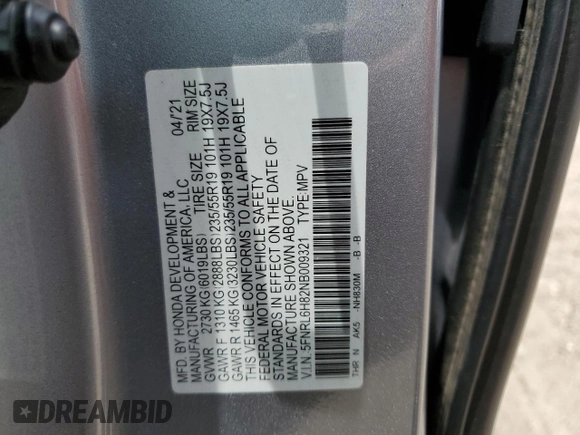 MFD. BY HONDA DEVELOPMENT & 04/21
MANUFACTURING OF AMERICA, LLC
GVWR 2730 KG(6019LBS) TIRE SIZE RIM SIZE
GAWR F 1310 KG(2888LBS)235/55R19 101H 19X7.5J
GAWR R 1465 KG(3230LBS)235/55R19 101H 19X7.5J
THIS VEHICLE CONFORMS TO ALL APPLICABLE
FEDERAL MOTOR VEHICLE SAFETY
STANDARDS IN EFFECT ON THE DATE OF
MANUFACTURE SHOWN ABOVE.
V.I.N. 5FNRL6H82NB009321 TYPE:MPV
THR N AK5 -NH830M -B -B
DREAMBID